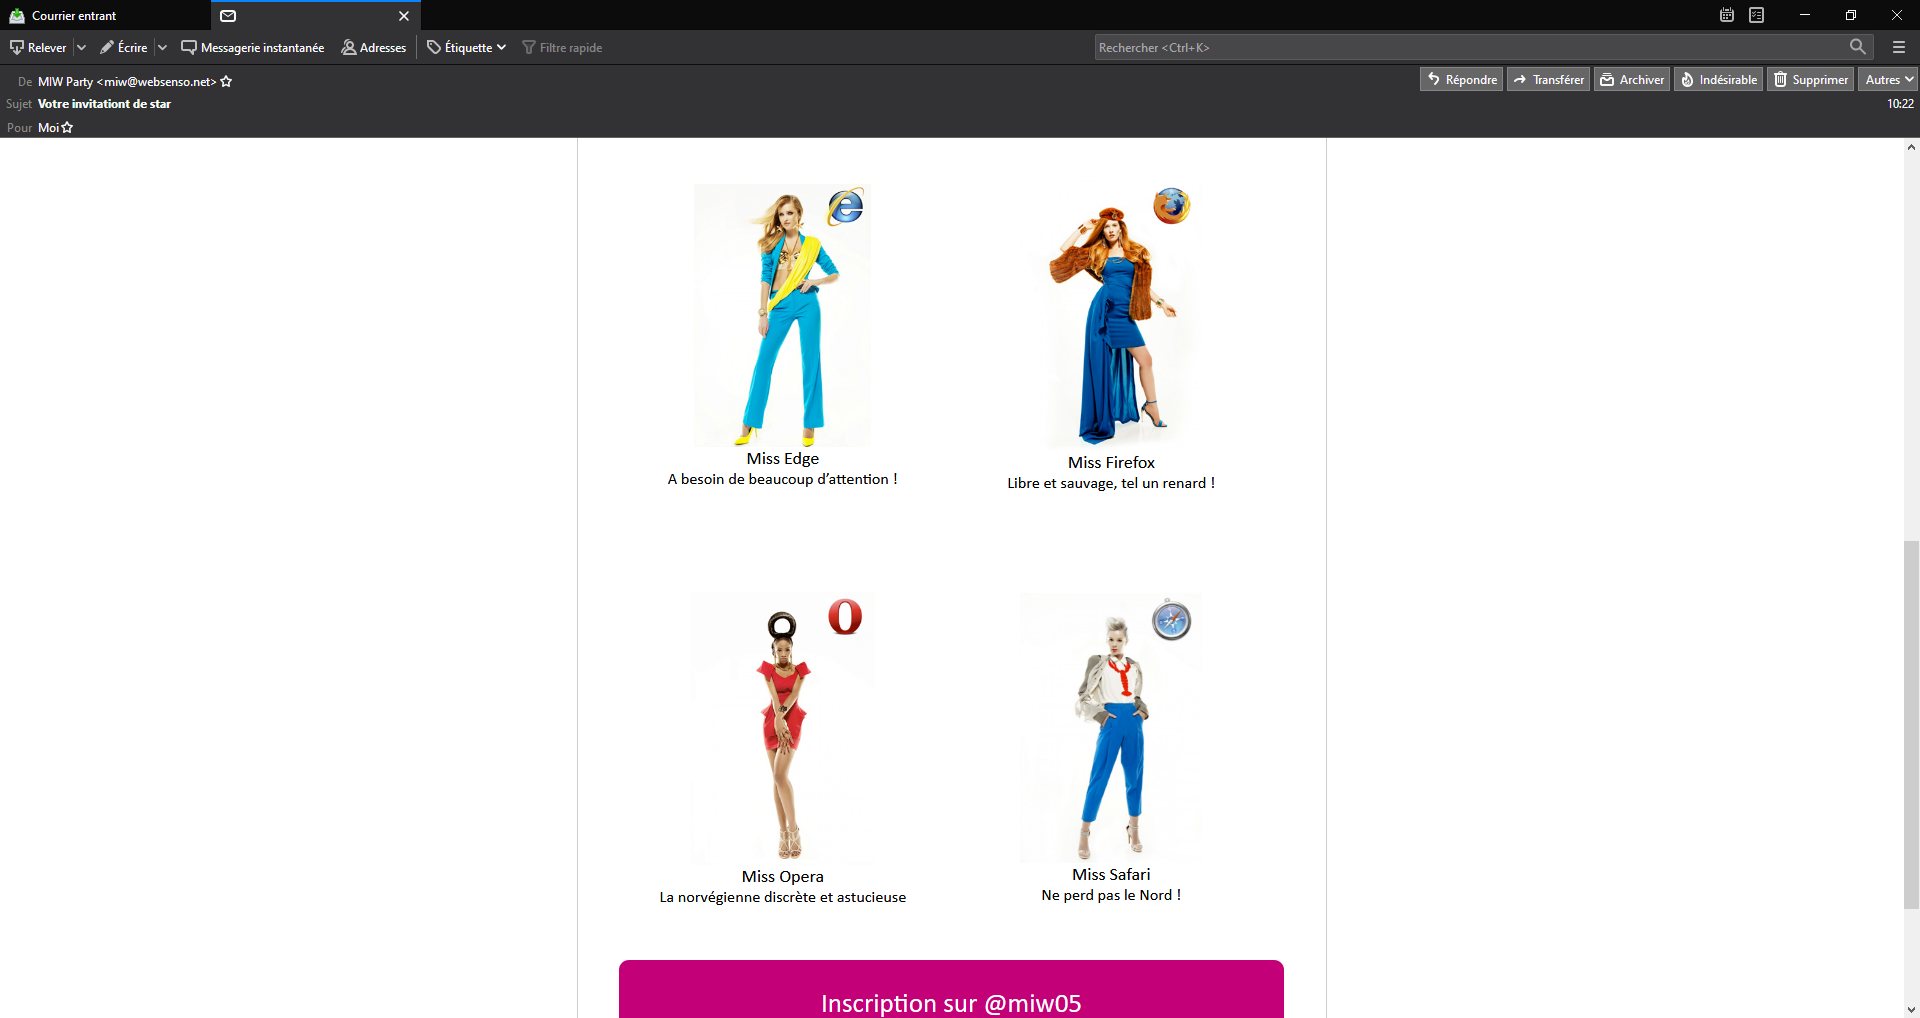 Courrier entrant
Relever Écrire Messagerie instantanée Adresses Étiquette Filtre rapide Rechercher <Ctrl+K>
De MIW Party <miw@websenso.net> Répondre Transférer Archiver Indésirable Supprimer Autres
Sujet Votre invitationt de star 10:22
Pour Moi
Miss Edge
A besoin de beaucoup d’attention !
Miss Firefox
Libre et sauvage, tel un renard !
Miss Opera
La norvégienne discrète et astucieuse
Miss Safari
Ne perd pas le Nord !
Inscription sur @miw05